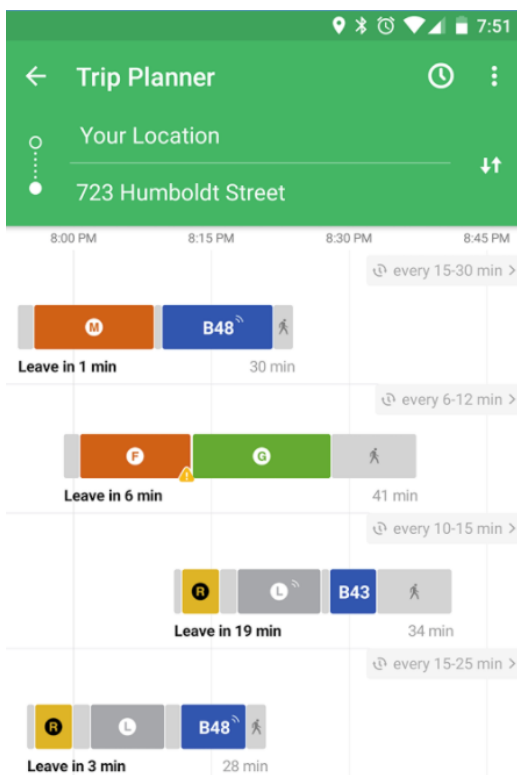 7:51
Trip Planner
Your Location
723 Humboldt Street
8:00 PM 8:15 PM 8:30 PM 8:45 PM
every 15-30 min >
M B48
Leave in 1 min 30 min
every 6-12 min >
F G
Leave in 6 min 41 min
every 10-15 min >
R L B43
Leave in 19 min 34 min
every 15-25 min >
R L B48
Leave in 3 min 28 min